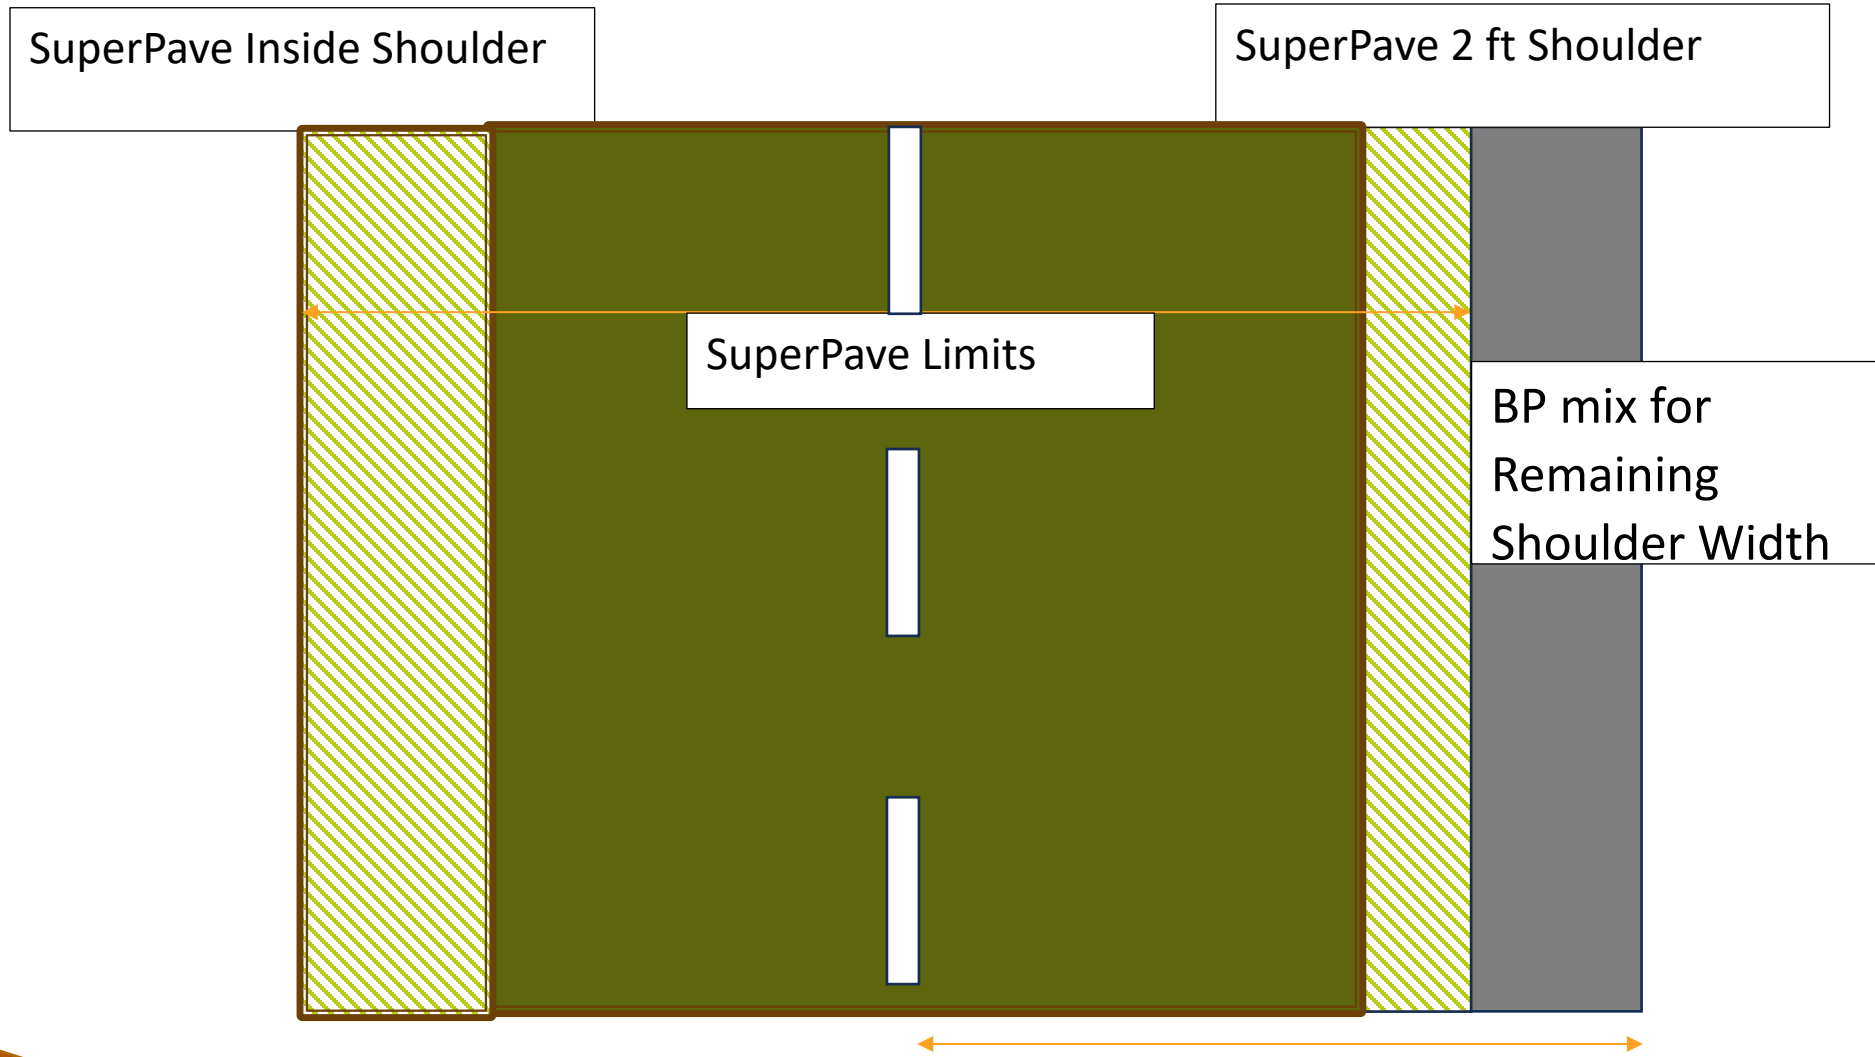 SuperPave Inside Shoulder
SuperPave 2 ft Shoulder
SuperPave Limits
BP mix for
Remaining
Shoulder Width